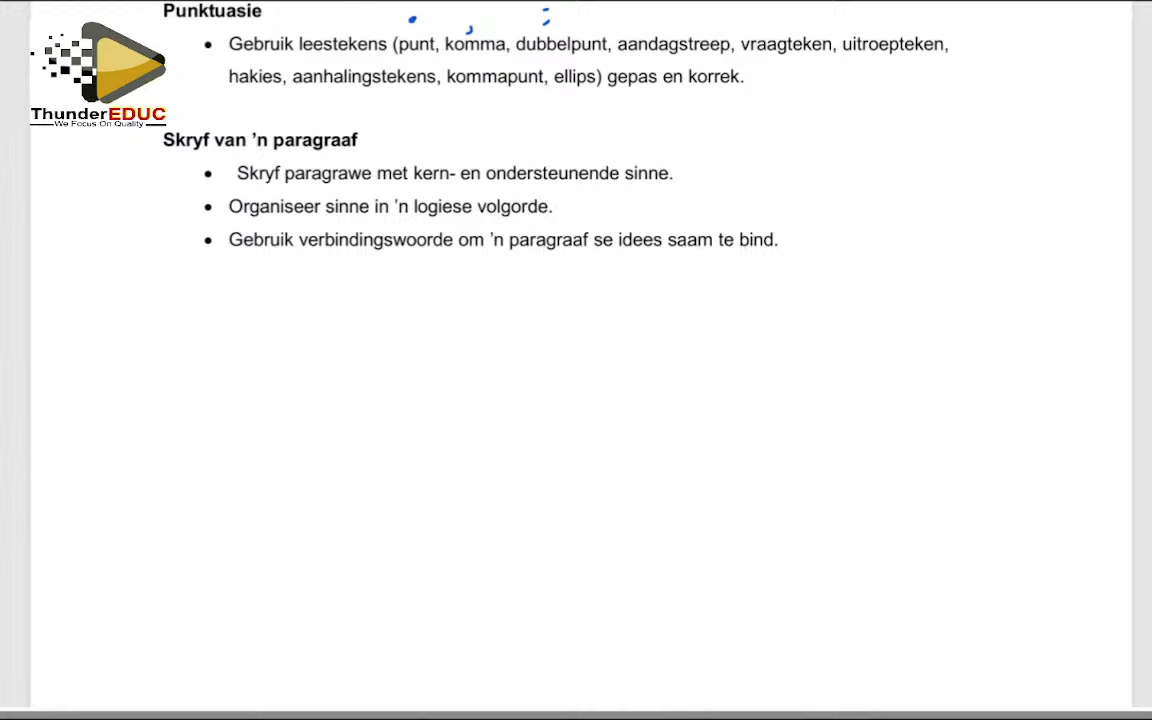 Punktuasie
• Gebruik leestekens (punt, komma, dubbelpunt, aandagstreep, vraagteken, uitroepteken,
hakies, aanhalingstekens, kommapunt, ellips) gepas en korrek.
ThunderEDUC
We Focus On Quality
Skryf van ’n paragraaf
• Skryf paragrawe met kern- en ondersteunende sinne.
• Organiseer sinne in ’n logiese volgorde.
• Gebruik verbindingswoorde om ’n paragraaf se idees saam te bind.